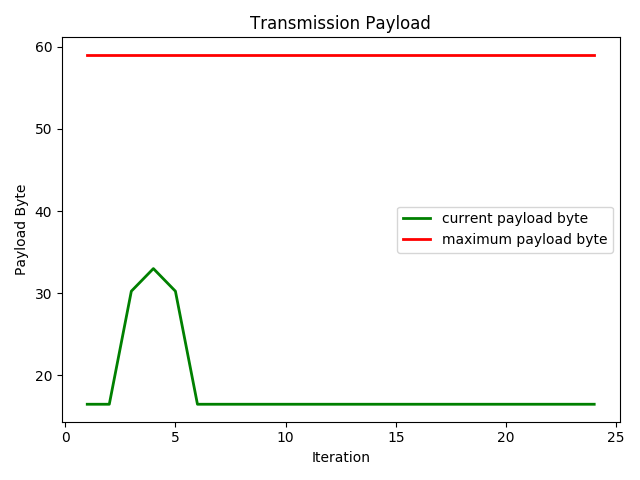 Transmission Payload
60
50
40
30
20
Payload Byte
current payload byte
maximum payload byte
0 5 10 15 20 25
Iteration